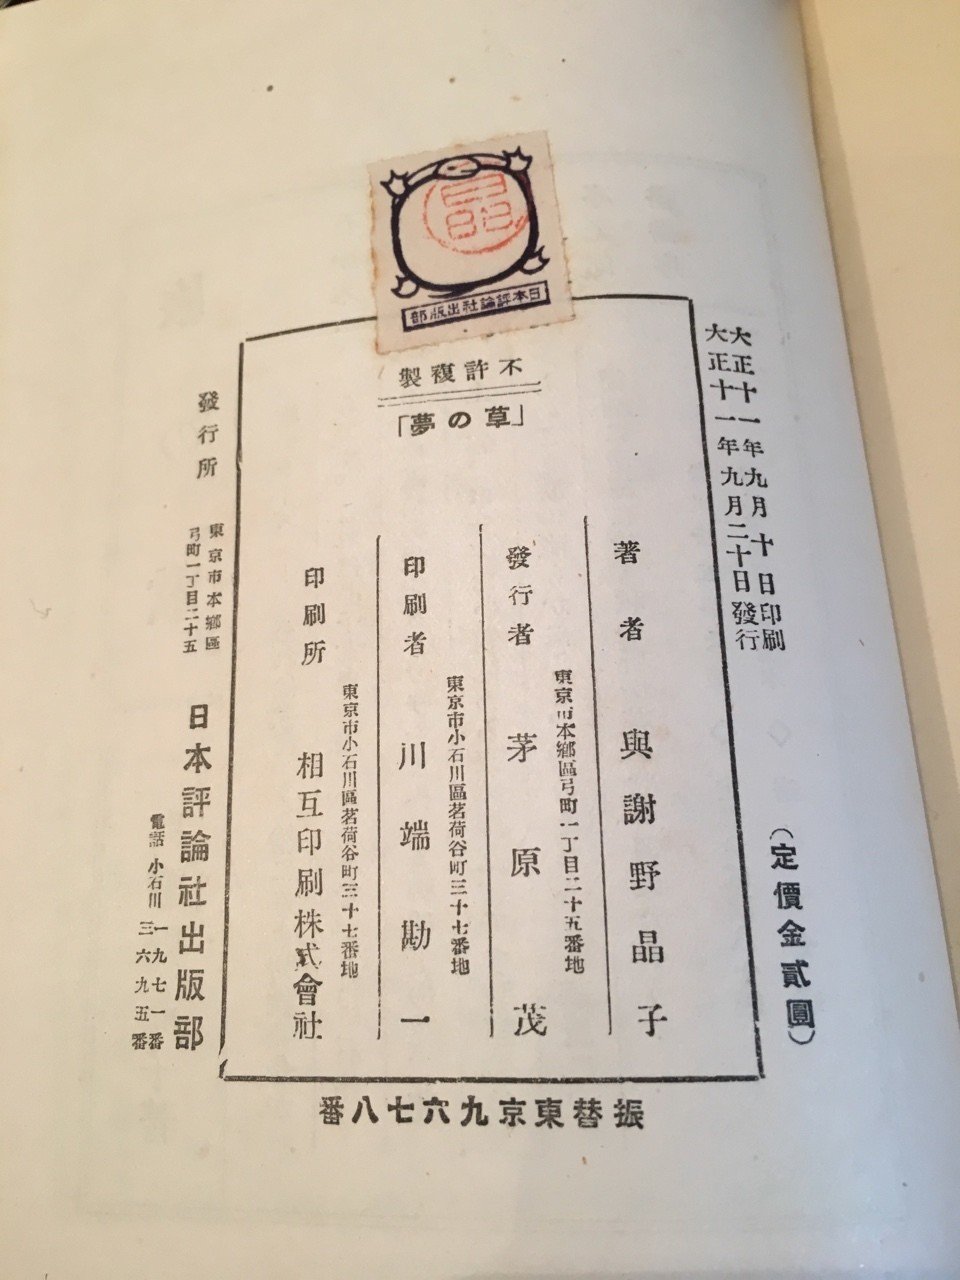 晶
日本評論社出版部
大正十一年九月十日印刷
大正十一年九月二十日發行
(定價金貳圓)
不許複製
「草の夢」
著者 與謝野晶子
東京市本鄕區弓町一丁目二十五番地
發行者 茅原茂
東京市小石川區茗荷谷町三十七番地
印刷者 川端勘一
東京市小石川區茗荷谷町三十七番地
印刷所 相互印刷株式會社
發行所
東京市本鄕區
弓町一丁目二十五
日本評論社出版部
電話 小石川
一九七一番
三六九五番
振替東京九六七八番